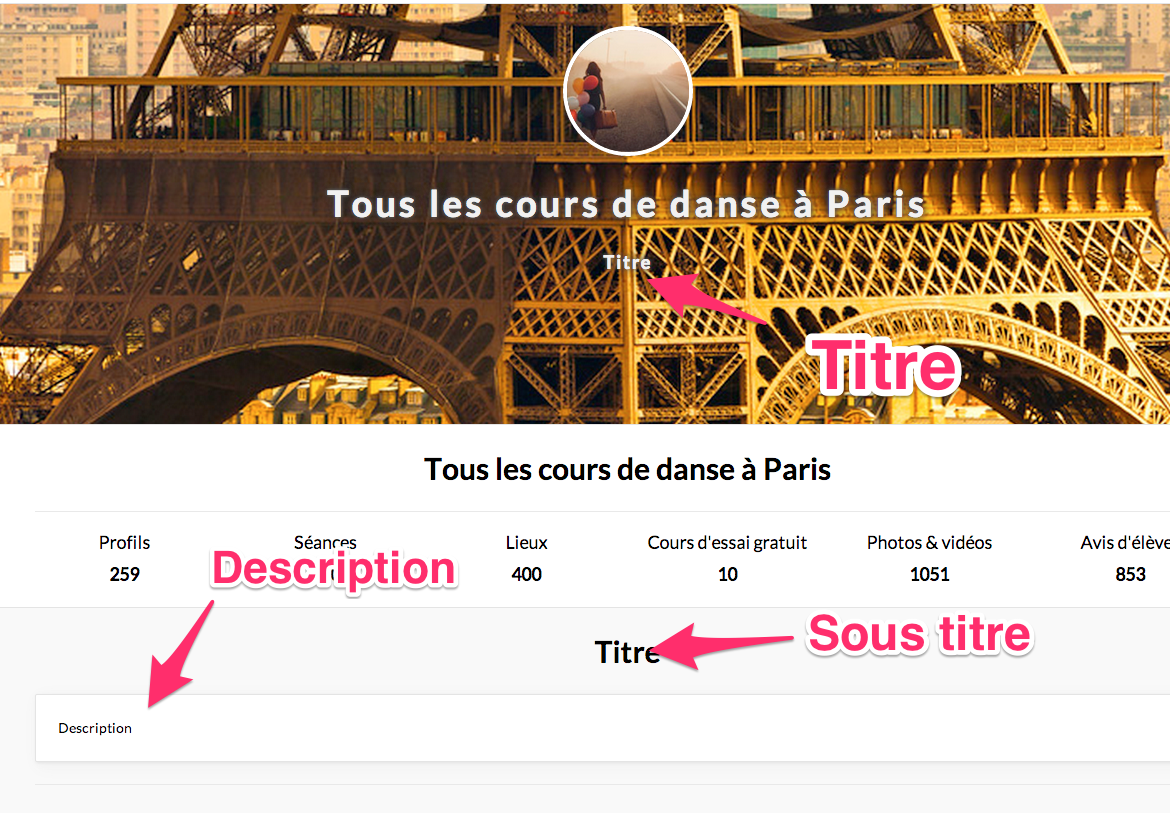 Tous les cours de danse à Paris
Titre
Titre
Tous les cours de danse à Paris
Profils
259
Séances
Lieux
400
Cours d'essai gratuit
10
Photos & vidéos
1051
Avis d'élève
853
Description
Titre
Sous titre
Description